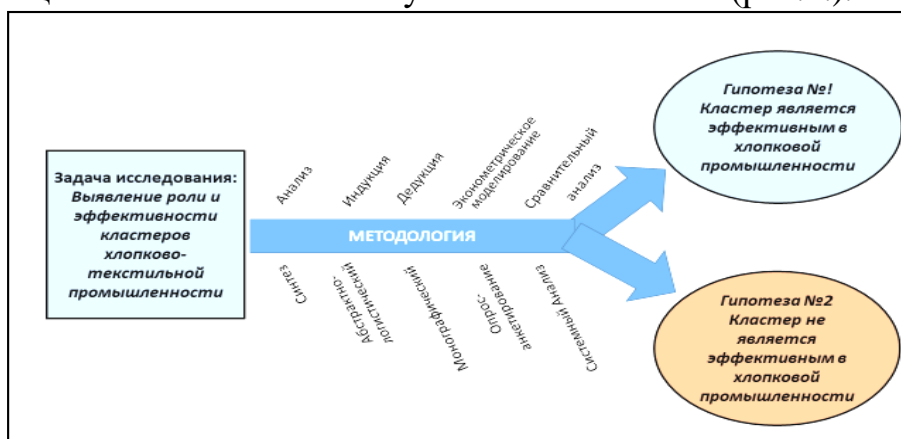 Задача исследования:
Выявление роли и
эффективности
кластеров
хлопково-
текстильной
промышленности
Анализ
Индукция
Дедукция
Эконометрическое
моделирование
Сравнительный
анализ
МЕТОДОЛОГИЯ
Синтез
Абстрактно-
логистический
Монографический
Опрос-
анкетирование
Системный Анализ
Гипотеза №!
Кластер является
эффективным в
хлопковой
промышленности
Гипотеза №2
Кластер не
является
эффективным в
хлопковой
промышленности